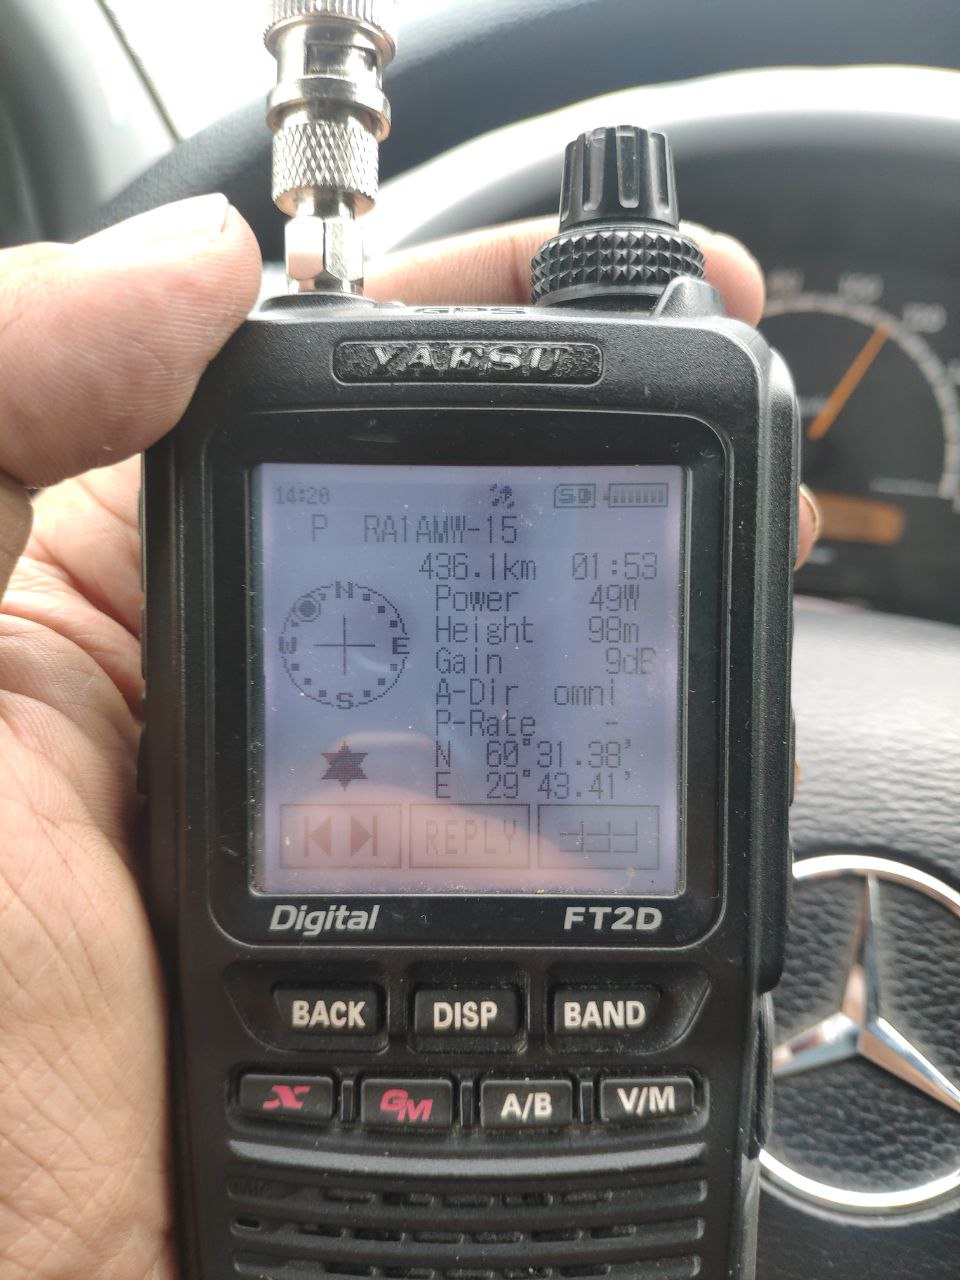 GPS
YAESU
14:20 SD
P RA1AMW-15
436.1km 01:53
Power 49W
Height 98m
Gain 9dB
A-Dir omni
P-Rate -
N 60°31.38'
E 29°43.41'
N
W E
S
REPLY
Digital FT2D
BACK DISP BAND
X GM A/B V/M